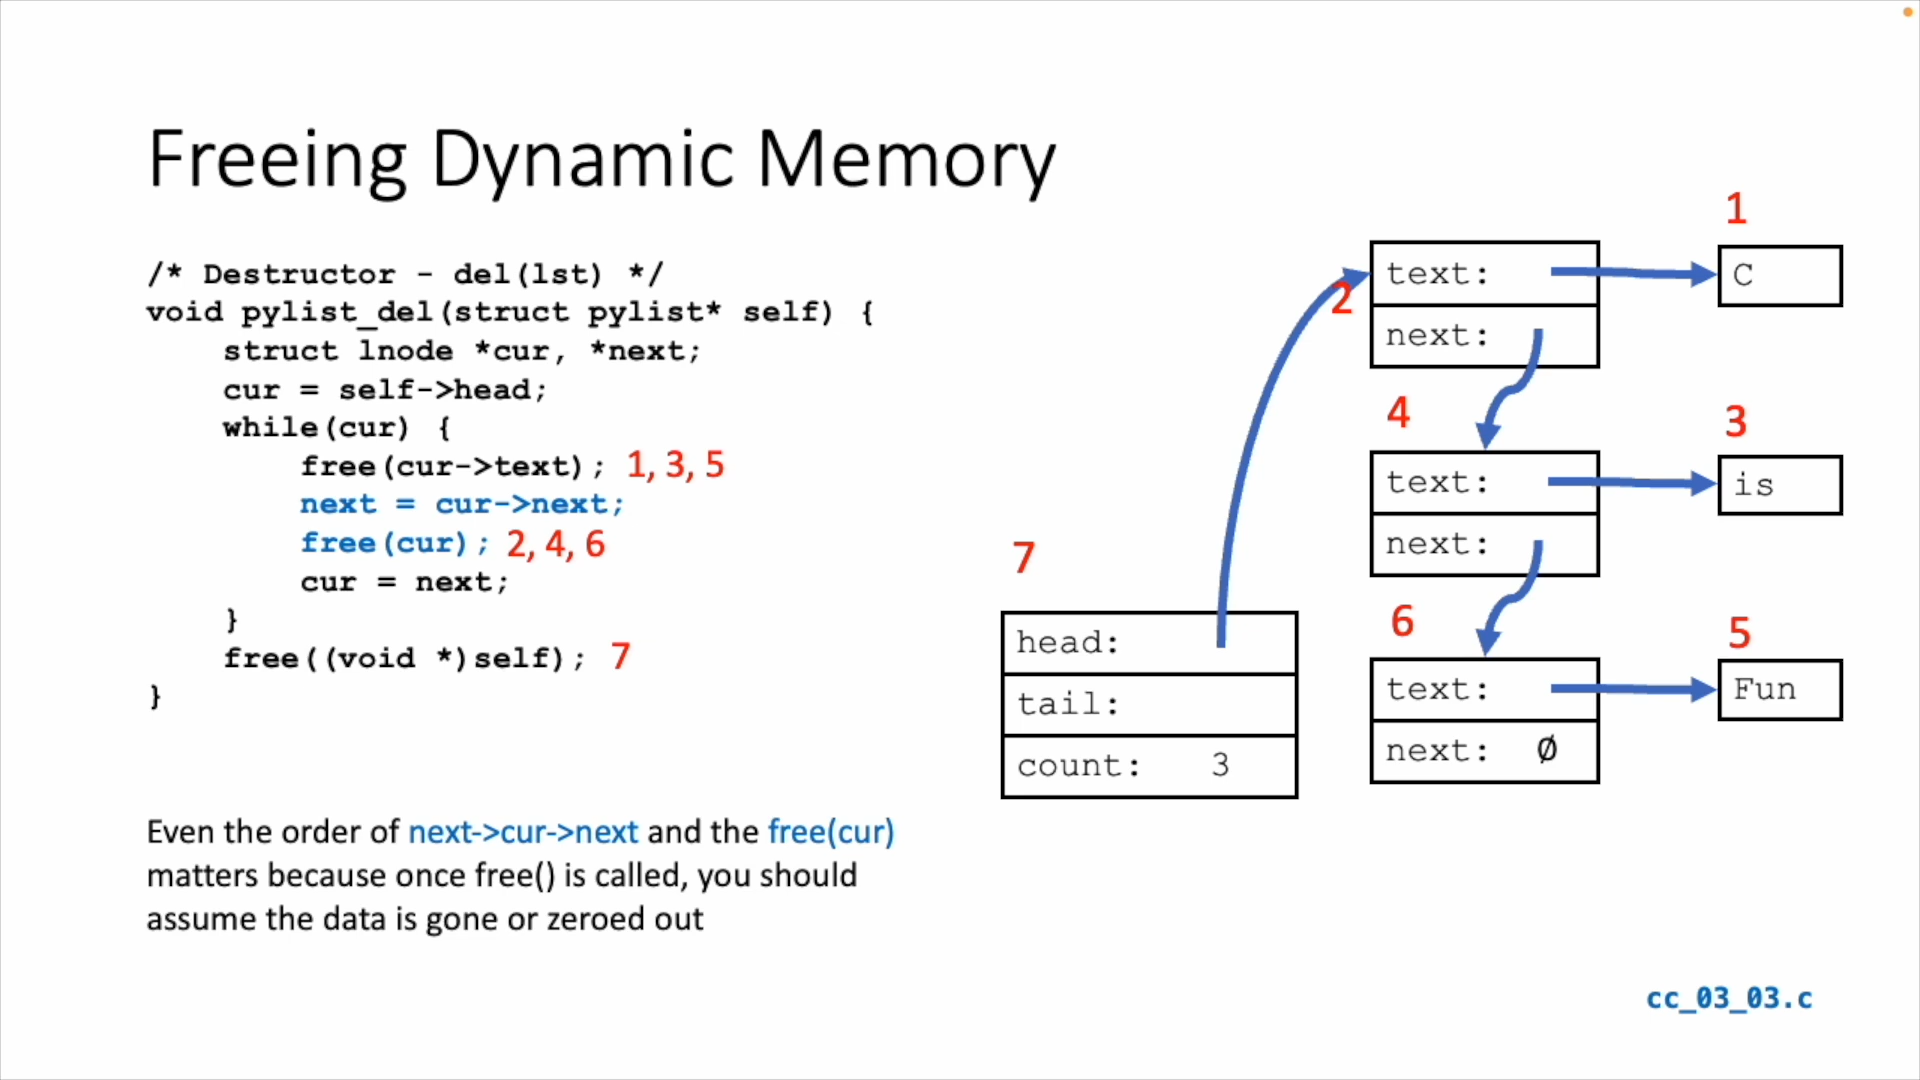 Freeing Dynamic Memory
/* Destructor - del(lst) */
void pylist_del(struct pylist* self) {
    struct lnode *cur, *next;
    cur = self->head;
    while(cur) {
        free(cur->text); 1, 3, 5
        next = cur->next;
        free(cur); 2, 4, 6
        cur = next;
    }
    free((void *)self); 7
}
Even the order of next->cur->next and the free(cur)
matters because once free() is called, you should
assume the data is gone or zeroed out
7
head:
tail:
count: 3
2
text:
next:
1
C
4
text:
next:
3
is
6
text:
next: Ø
5
Fun
cc_03_03.c